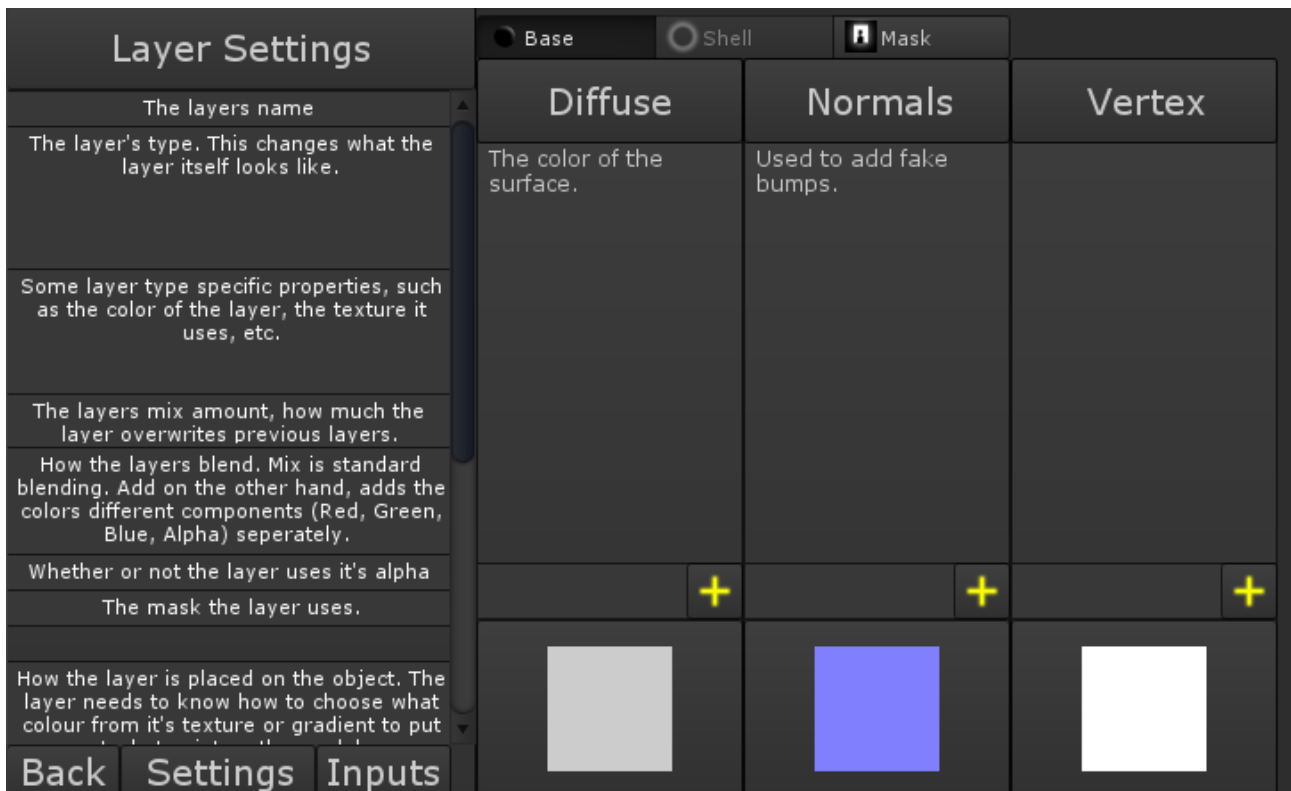 Layer Settings
The layers name
The layer's type. This changes what the
layer itself looks like.
Some layer type specific properties, such
as the color of the layer, the texture it
uses, etc.
The layers mix amount, how much the
layer overwrites previous layers.
How the layers blend. Mix is standard
blending. Add on the other hand, adds the
colors different components (Red, Green,
Blue, Alpha) seperately.
Whether or not the layer uses it's alpha
The mask the layer uses.
How the layer is placed on the object. The
layer needs to know how to choose what
colour from it's texture or gradient to put
Back Settings Inputs
Base Shell Mask
Diffuse Normals Vertex
The color of the
surface.
Used to add fake
bumps.